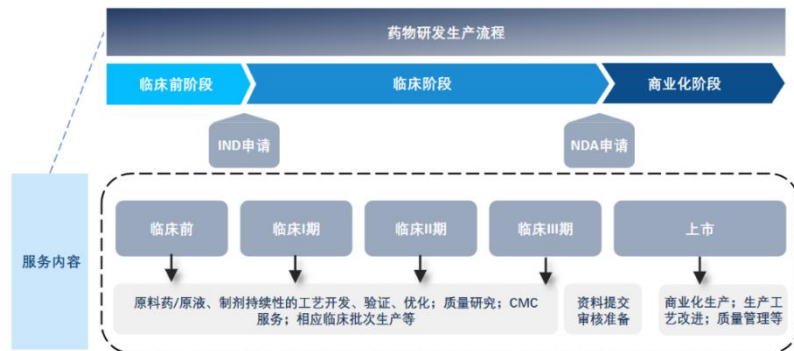 药物研发生产流程
临床前阶段
临床阶段
商业化阶段
IND申请
NDA申请
服务内容
临床前
临床I期
临床II期
临床III期
上市
原料药/原液、制剂持续性的工艺开发、验证、优化；质量研究；CMC
服务；相应临床批次生产等
资料提交
审核准备
商业化生产；生产工
艺改进；质量管理等